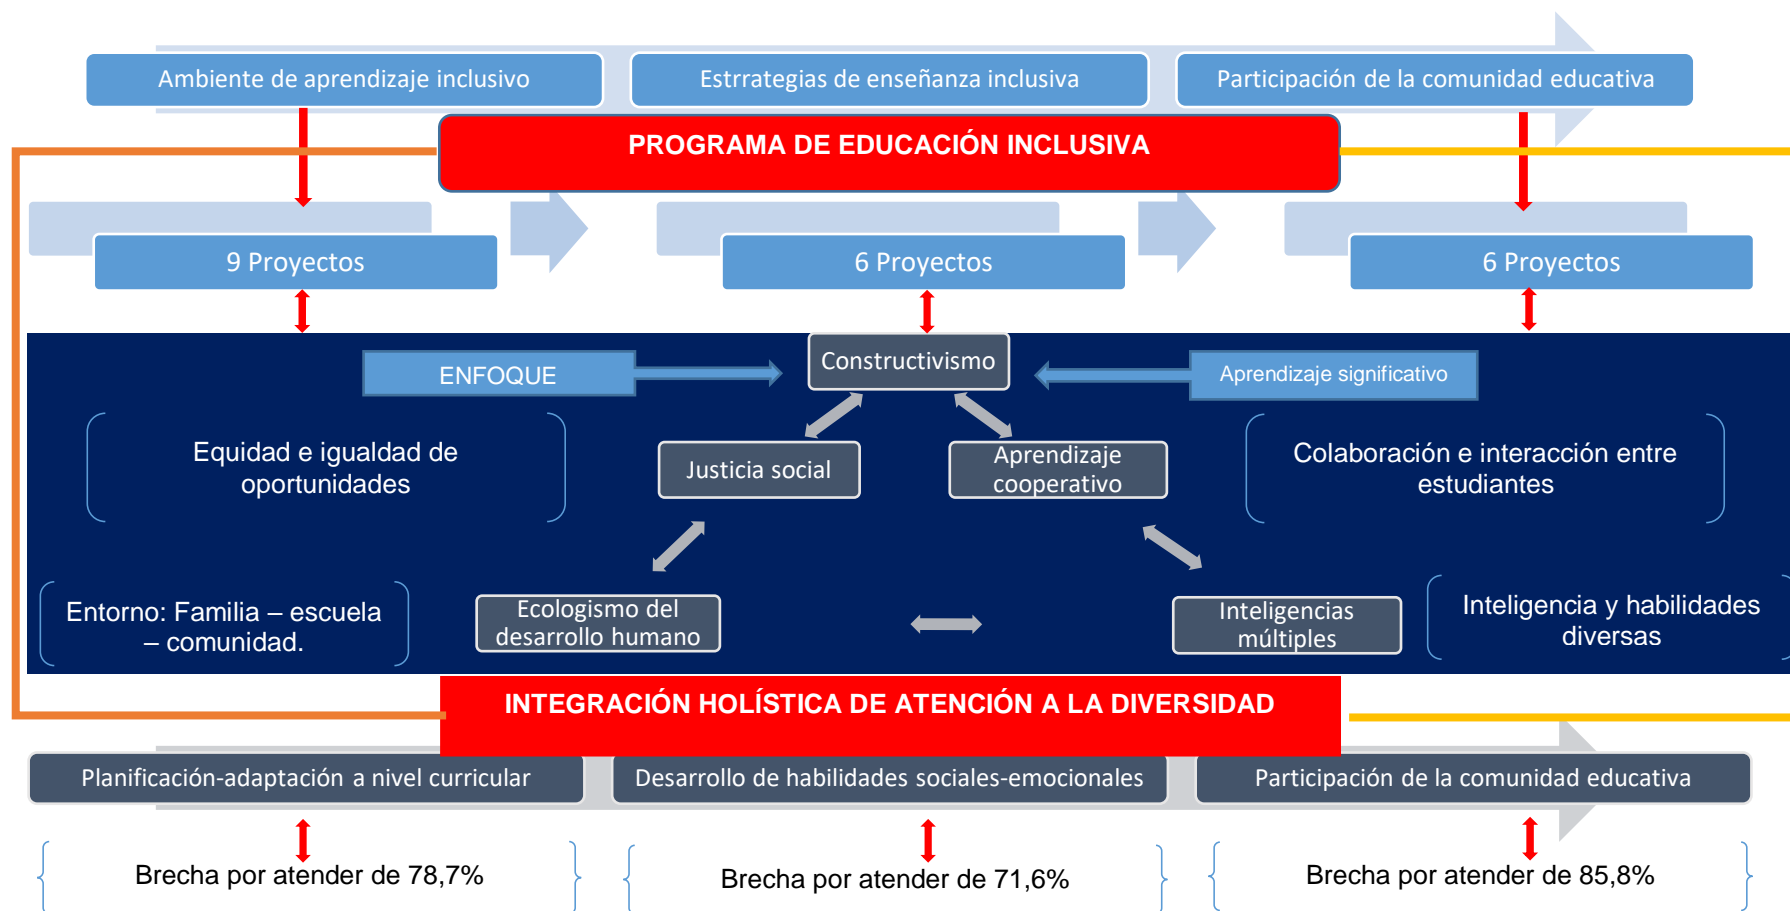 Ambiente de aprendizaje inclusivo
Estrrategias de enseñanza inclusiva
Participación de la comunidad educativa
PROGRAMA DE EDUCACIÓN INCLUSIVA
9 Proyectos
6 Proyectos
6 Proyectos
ENFOQUE
Constructivismo
Aprendizaje significativo
Equidad e igualdad de
oportunidades
Justicia social
Aprendizaje
cooperativo
Colaboración e interacción entre
estudiantes
Entorno: Familia – escuela
– comunidad.
Ecologismo del
desarrollo humano
Inteligencias
múltiples
Inteligencia y habilidades
diversas
INTEGRACIÓN HOLÍSTICA DE ATENCIÓN A LA DIVERSIDAD
Planificación-adaptación a nivel curricular
Desarrollo de habilidades sociales-emocionales
Participación de la comunidad educativa
Brecha por atender de 78,7%
Brecha por atender de 71,6%
Brecha por atender de 85,8%